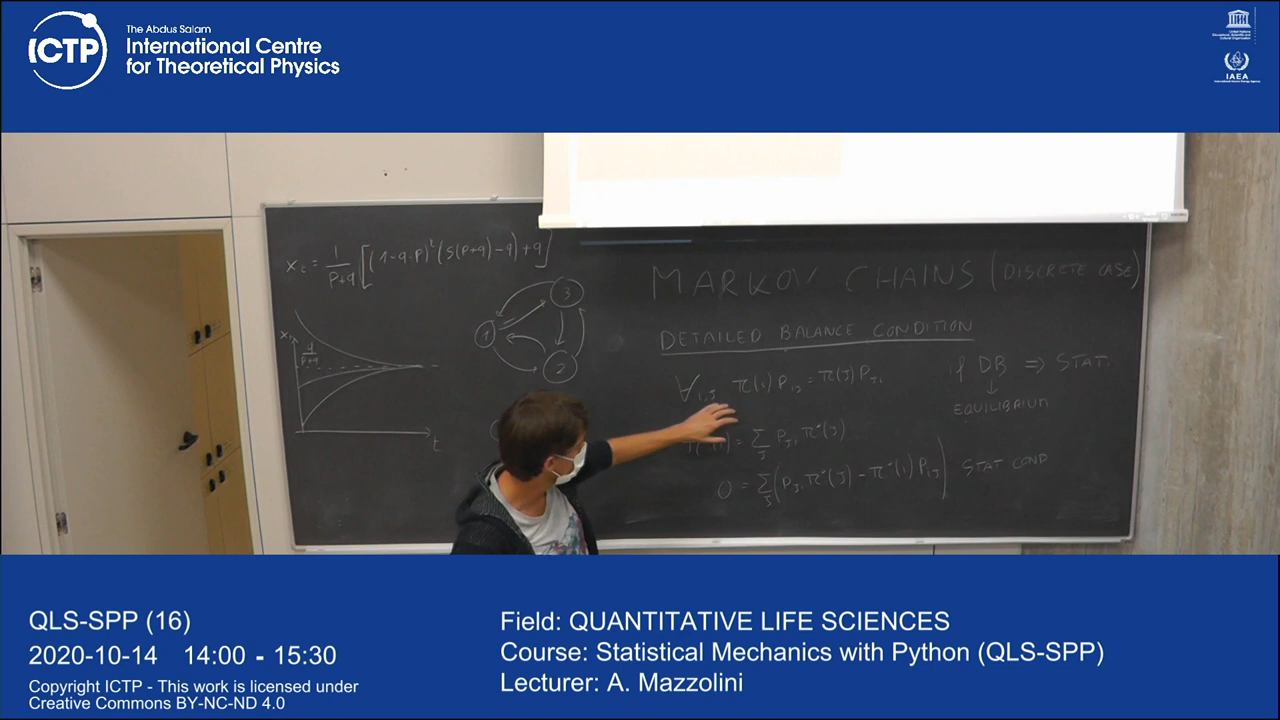 ICTP
The Abdus Salam
International Centre
for Theoretical Physics
IAEA
MARKOV CHAINS (DISCRETE CASE)
x_t = 1/(P+q) [(1-q-P)^t (s(P+q)-q)+q]
3
1
2
x_t
q/(P+q)
t
DETAILED BALANCE CONDITION
∀ i,j π(i) P_ij = π(j) P_ji
if DB ⇒ STAT.
↓
EQUILIBRIUM
= Σ_j P_ji π*(j)
0 = Σ_j (P_ji π*(j) - π*(i) P_ij) STAT COND
QLS-SPP (16)
2020-10-14 14:00 - 15:30
Copyright ICTP - This work is licensed under
Creative Commons BY-NC-ND 4.0
Field: QUANTITATIVE LIFE SCIENCES
Course: Statistical Mechanics with Python (QLS-SPP)
Lecturer: A. Mazzolini